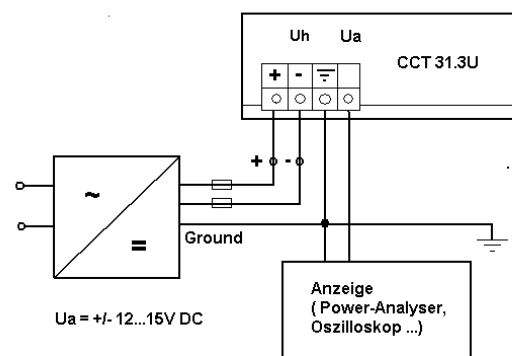 Uh Ua
CCT 31.3U
+ -
+ -
~
=
Ground
Anzeige
( Power-Analyser,
Oszilloskop ...)
Ua = +/- 12...15V DC